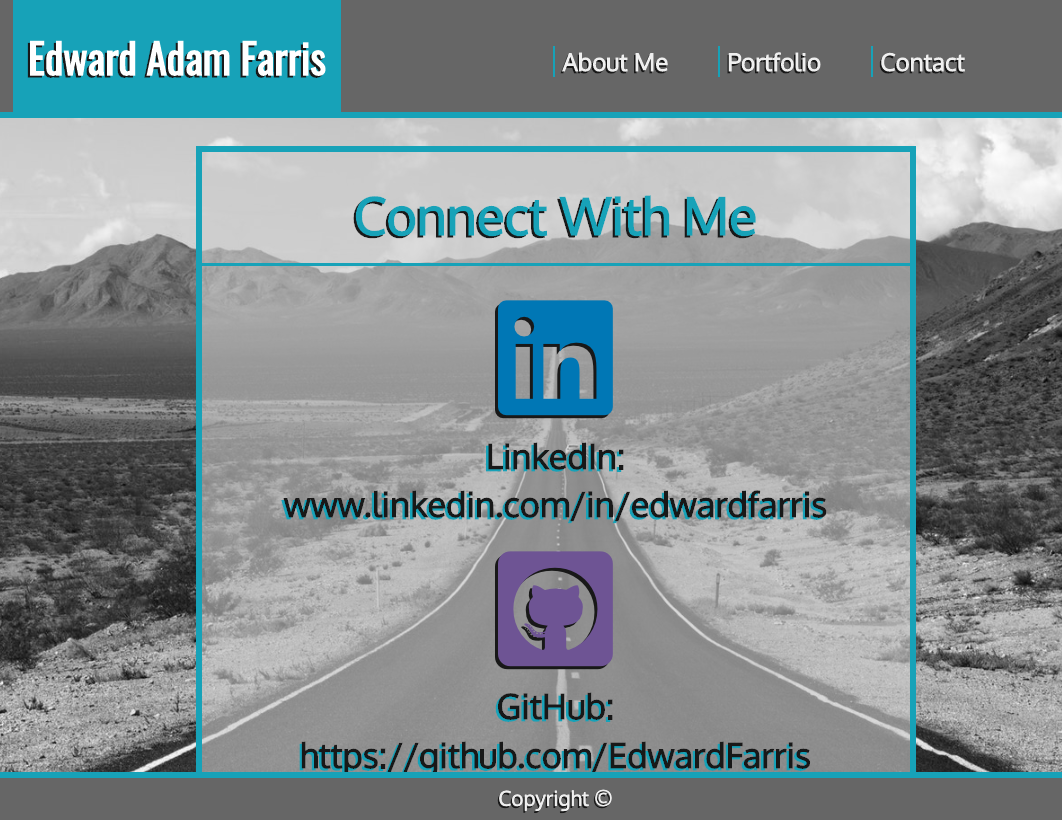 Edward Adam Farris
About Me
Portfolio
Contact
Connect With Me
in
LinkedIn:
www.linkedin.com/in/edwardfarris
GitHub:
https://github.com/EdwardFarris
Copyright ©